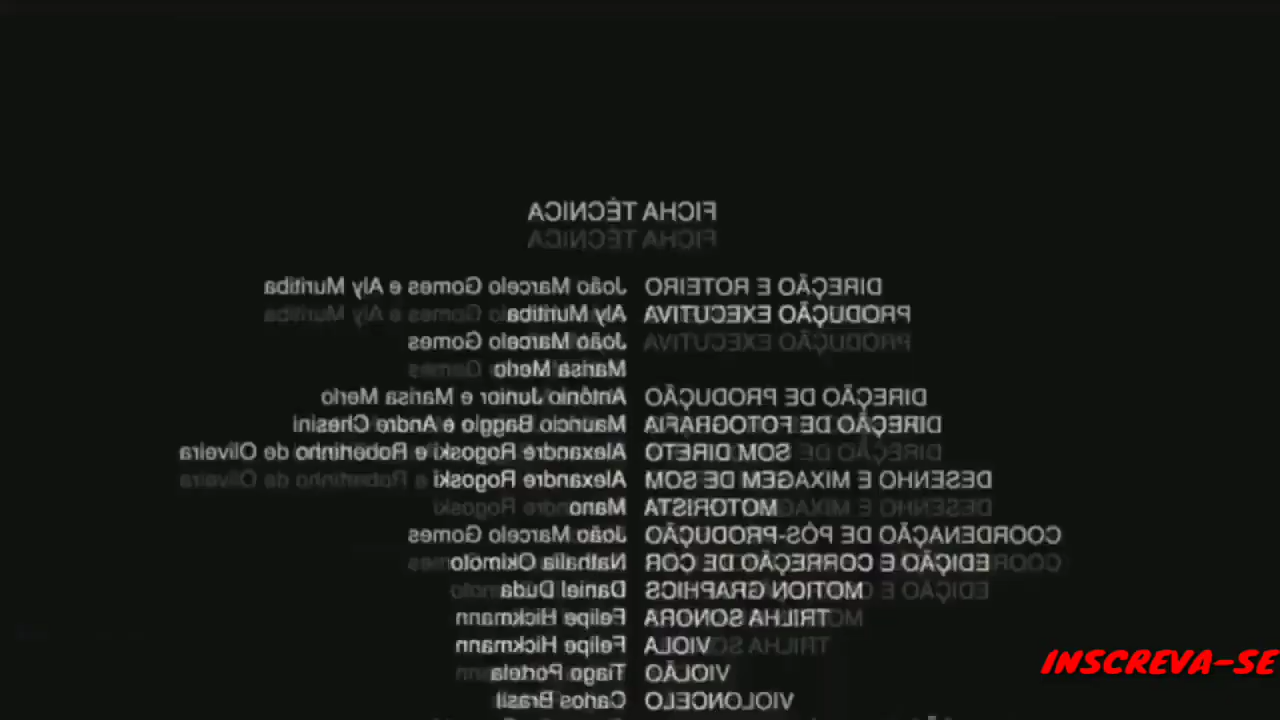 FICHA TÉCNICA
DIREÇÃO E ROTEIRO João Marcelo Gomes e Aly Muritiba
PRODUÇÃO EXECUTIVA Aly Muritiba
João Marcelo Gomes
Marisa Merlo
DIREÇÃO DE PRODUÇÃO Antônio Junior e Marisa Merlo
DIREÇÃO DE FOTOGRAFIA Mauricio Baggio e Andre Chesini
SOM DIRETO Alexandre Rogoski e Robertinho de Oliveira
DESENHO E MIXAGEM DE SOM Alexandre Rogoski
MOTORISTA Mano
COORDENAÇÃO DE PÓS-PRODUÇÃO João Marcelo Gomes
EDIÇÃO E CORREÇÃO DE COR Nathalia Okimoto
MOTION GRAPHICS Daniel Duda
TRILHA SONORA Felipe Hickmann
VIOLA Felipe Hickmann
VIOLÃO Tiago Portela
VIOLONCELO Carlos Brasil
INSCREVA-SE